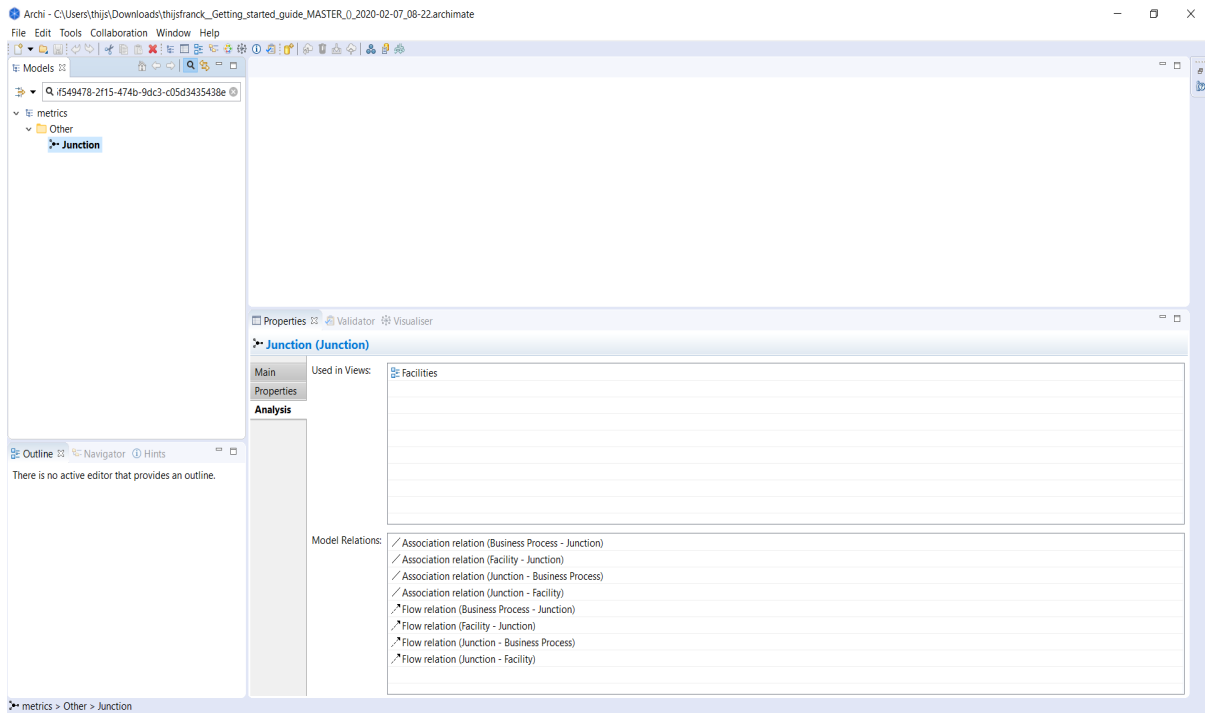 Archi - C:\Users\thijs\Downloads\thijsfranck__Getting_started_guide_MASTER_()_2020-02-07_08-22.archimate
File Edit Tools Collaboration Window Help
Models
if549478-2f15-474b-9dc3-c05d3435438e
metrics
Other
Junction
Outline Navigator Hints
There is no active editor that provides an outline.
Properties Validator Visualiser
Junction (Junction)
Main
Properties
Analysis
Used in Views:
Facilities
Model Relations:
Association relation (Business Process - Junction)
Association relation (Facility - Junction)
Association relation (Junction - Business Process)
Association relation (Junction - Facility)
Flow relation (Business Process - Junction)
Flow relation (Facility - Junction)
Flow relation (Junction - Business Process)
Flow relation (Junction - Facility)
metrics > Other > Junction